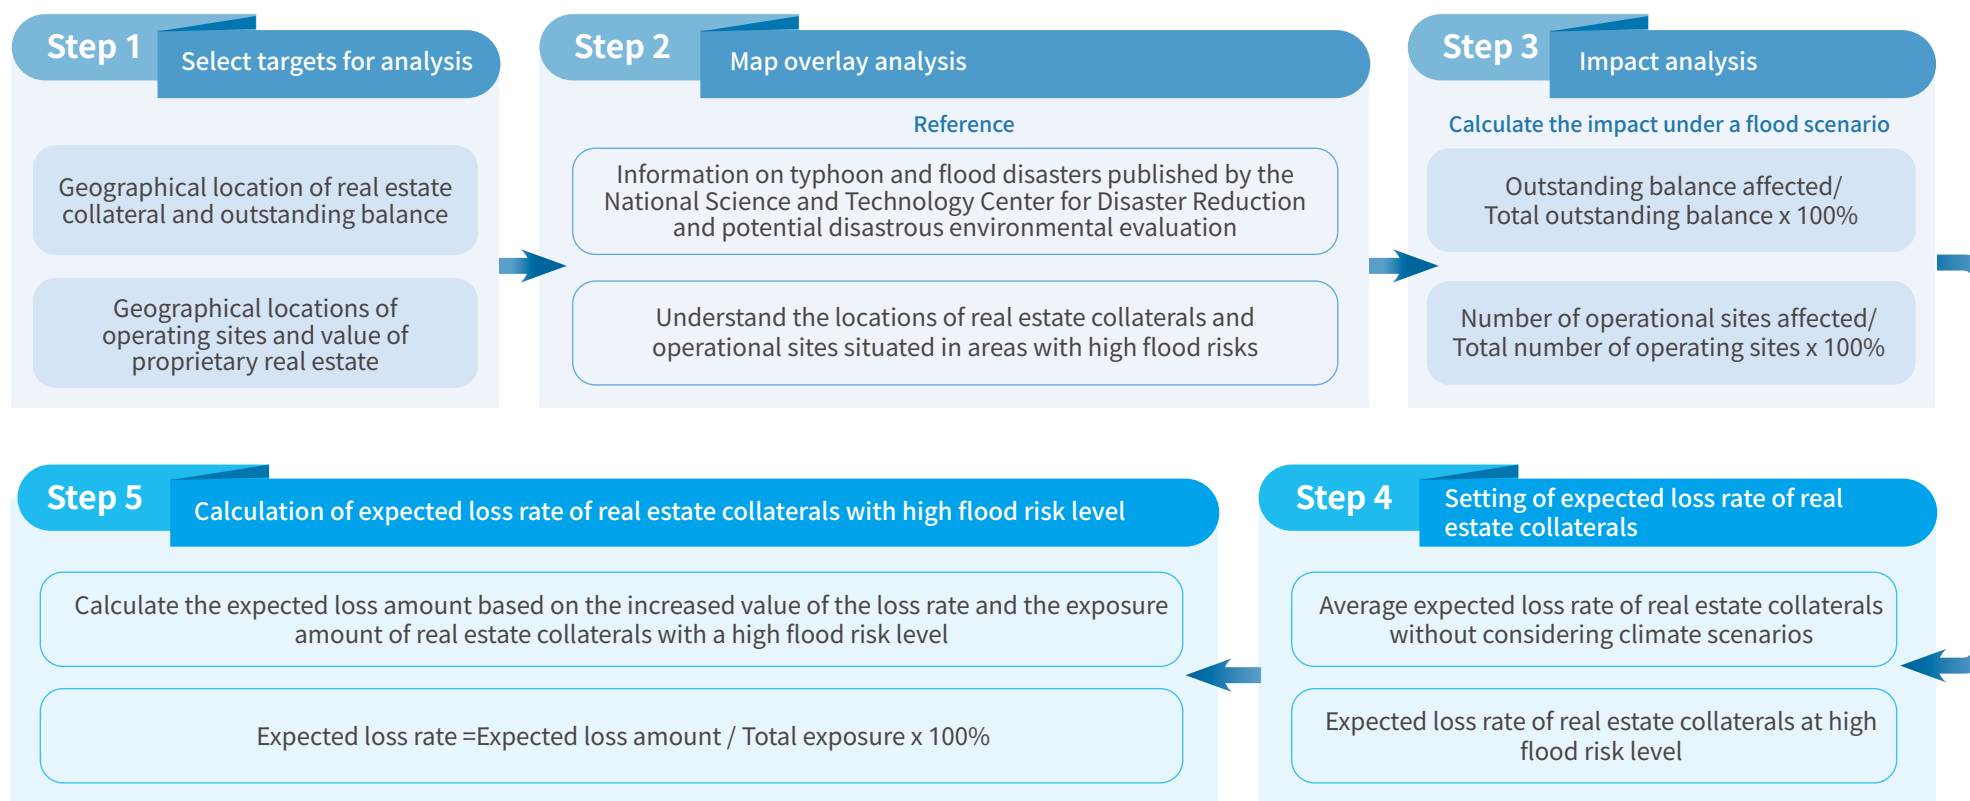 Step 1
Select targets for analysis
Geographical location of real estate
collateral and outstanding balance
Geographical locations of
operating sites and value of
proprietary real estate
Step 2
Map overlay analysis
Reference
Information on typhoon and flood disasters published by the
National Science and Technology Center for Disaster Reduction
and potential disastrous environmental evaluation
Understand the locations of real estate collaterals and
operational sites situated in areas with high flood risks
Step 3
Impact analysis
Calculate the impact under a flood scenario
Outstanding balance affected/
Total outstanding balance x 100%
Number of operational sites affected/
Total number of operating sites x 100%
Step 4
Setting of expected loss rate of real
estate collaterals
Average expected loss rate of real estate collaterals
without considering climate scenarios
Expected loss rate of real estate collaterals at high
flood risk level
Step 5
Calculation of expected loss rate of real estate collaterals with high flood risk level
Calculate the expected loss amount based on the increased value of the loss rate and the exposure
amount of real estate collaterals with a high flood risk level
Expected loss rate =Expected loss amount / Total exposure x 100%